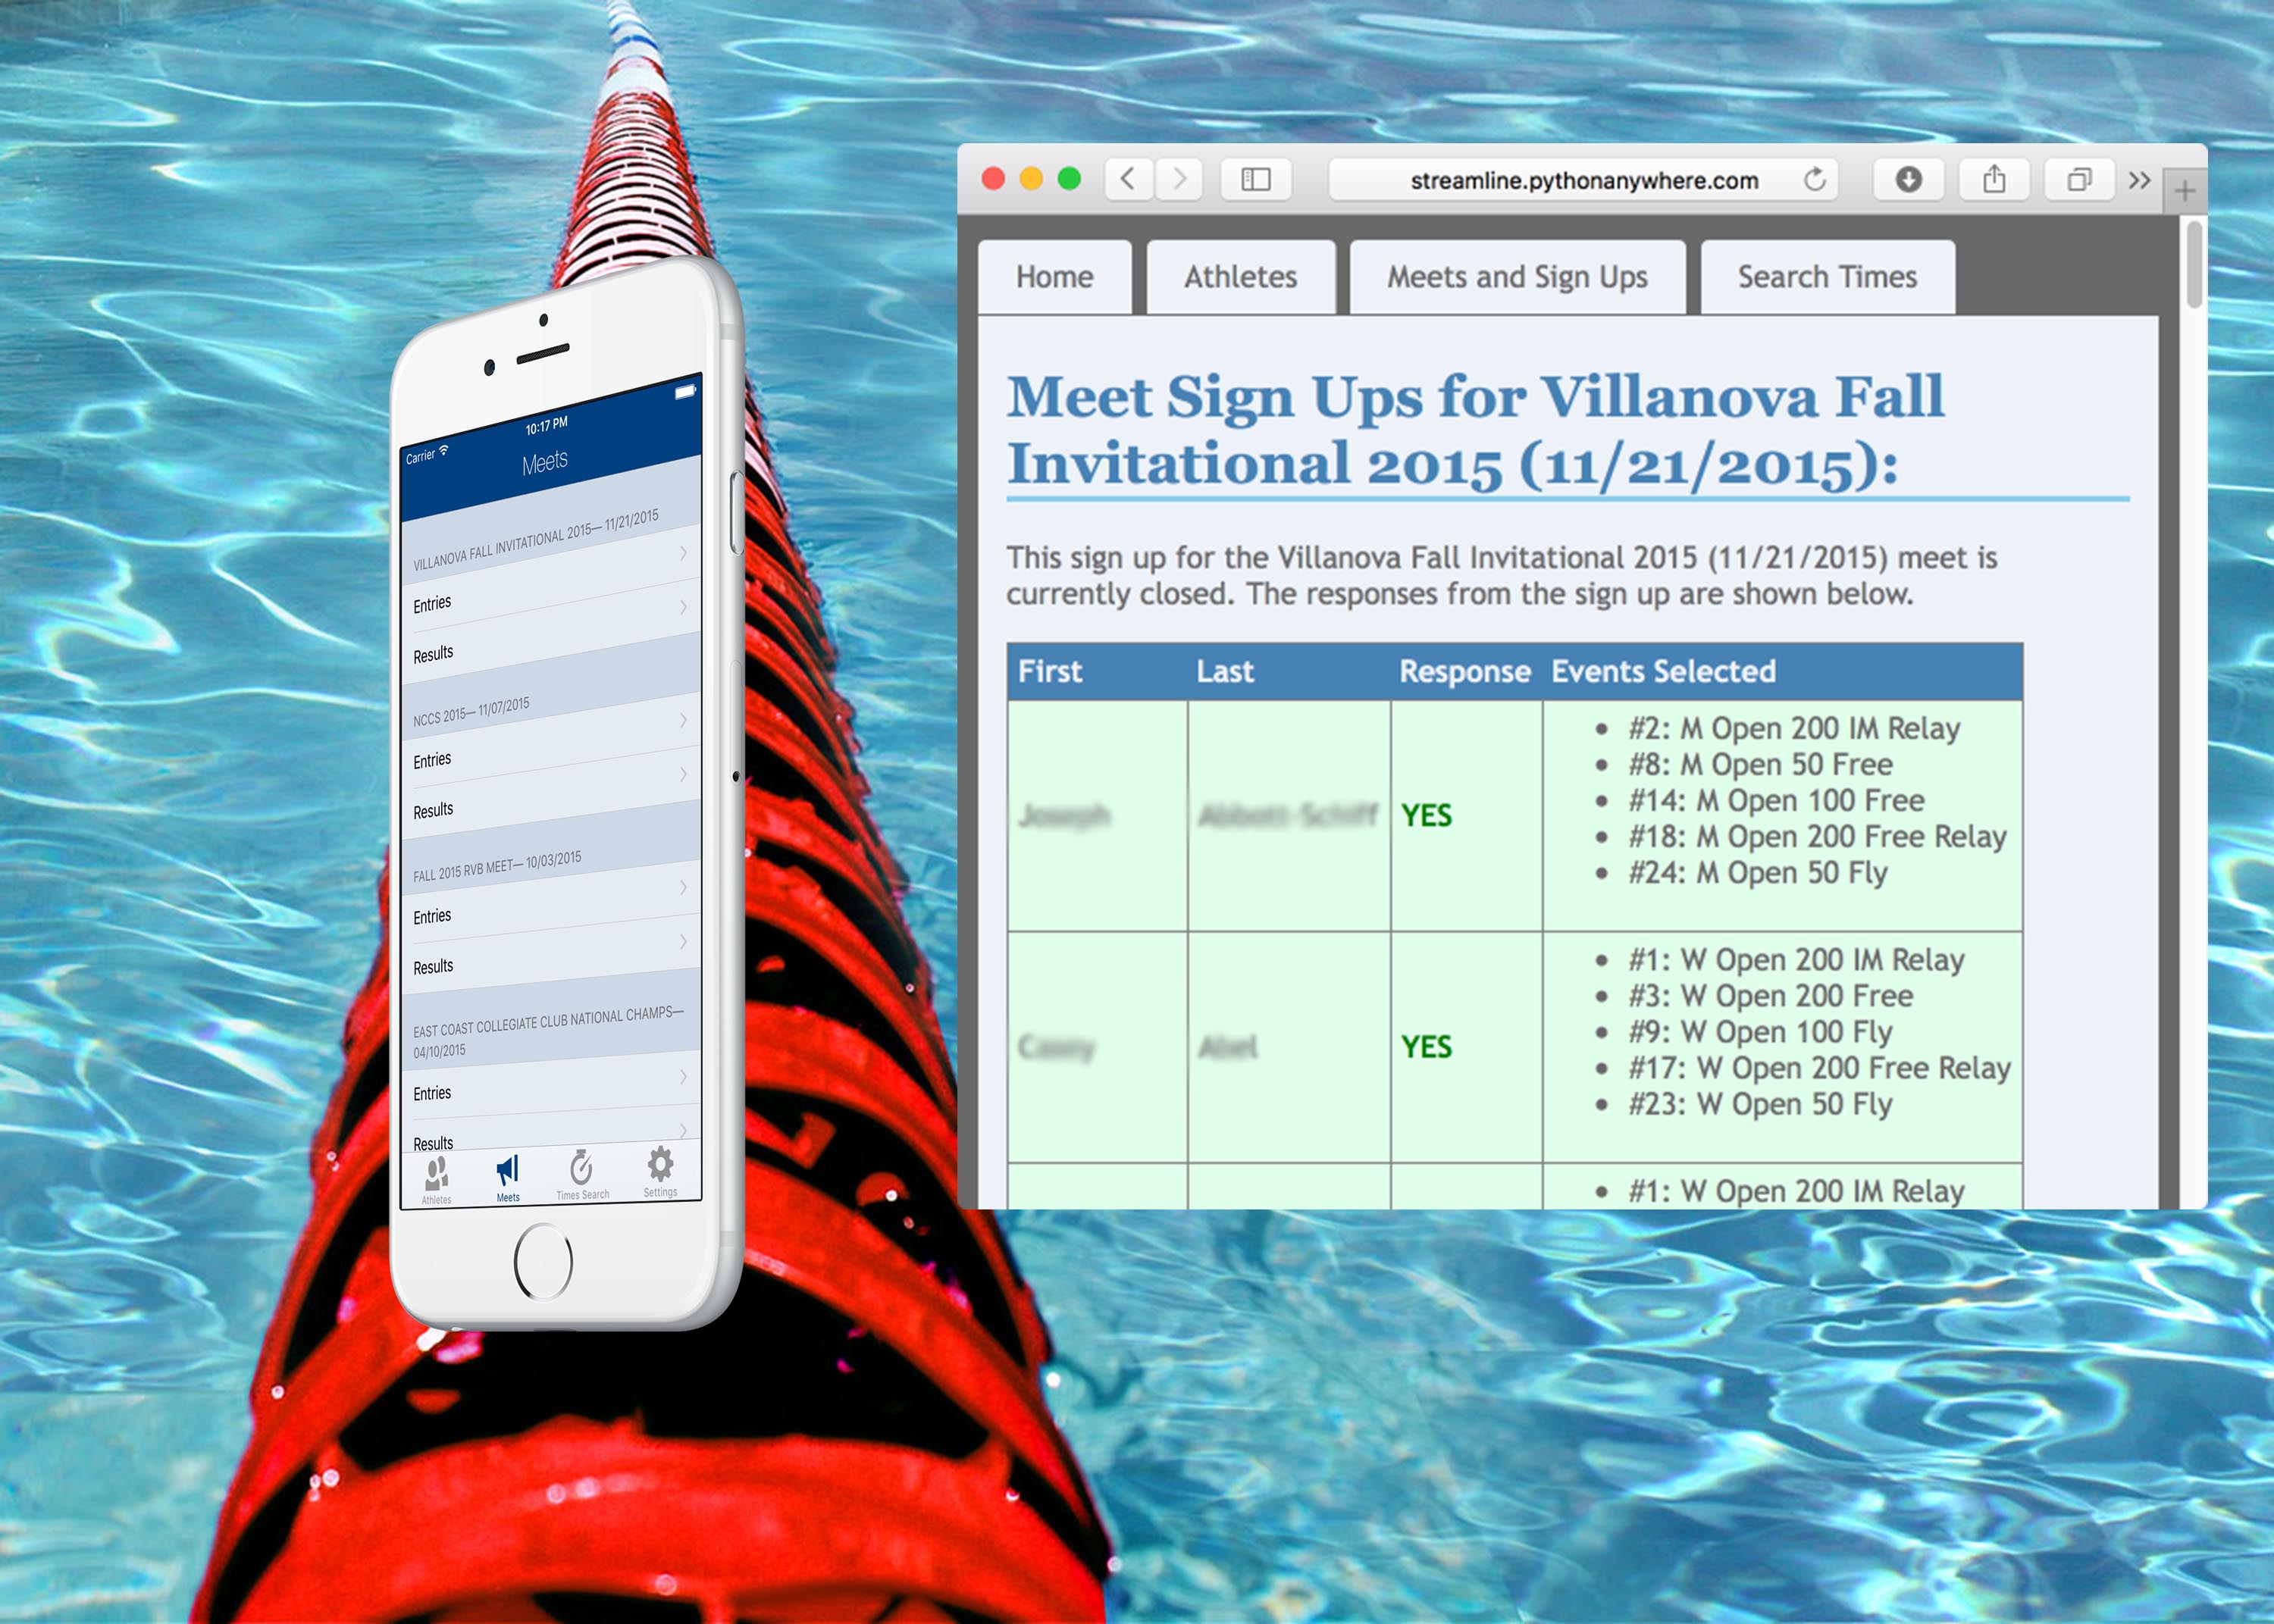 10:17 PM
Carrier
Meets
VILLANOVA FALL INVITATIONAL 2015— 11/21/2015
Entries
Results
NCCS 2015— 11/07/2015
Entries
Results
FALL 2015 RVB MEET— 10/03/2015
Entries
Results
EAST COAST COLLEGIATE CLUB NATIONAL CHAMPS—
04/10/2015
Entries
Results
Athletes Meets Times Search Settings
streamline.pythonanywhere.com
Home Athletes Meets and Sign Ups Search Times
Meet Sign Ups for Villanova Fall
Invitational 2015 (11/21/2015):
This sign up for the Villanova Fall Invitational 2015 (11/21/2015) meet is
currently closed. The responses from the sign up are shown below.
First Last Response Events Selected
YES
#2: M Open 200 IM Relay
#8: M Open 50 Free
#14: M Open 100 Free
#18: M Open 200 Free Relay
#24: M Open 50 Fly
YES
#1: W Open 200 IM Relay
#3: W Open 200 Free
#9: W Open 100 Fly
#17: W Open 200 Free Relay
#23: W Open 50 Fly
#1: W Open 200 IM Relay